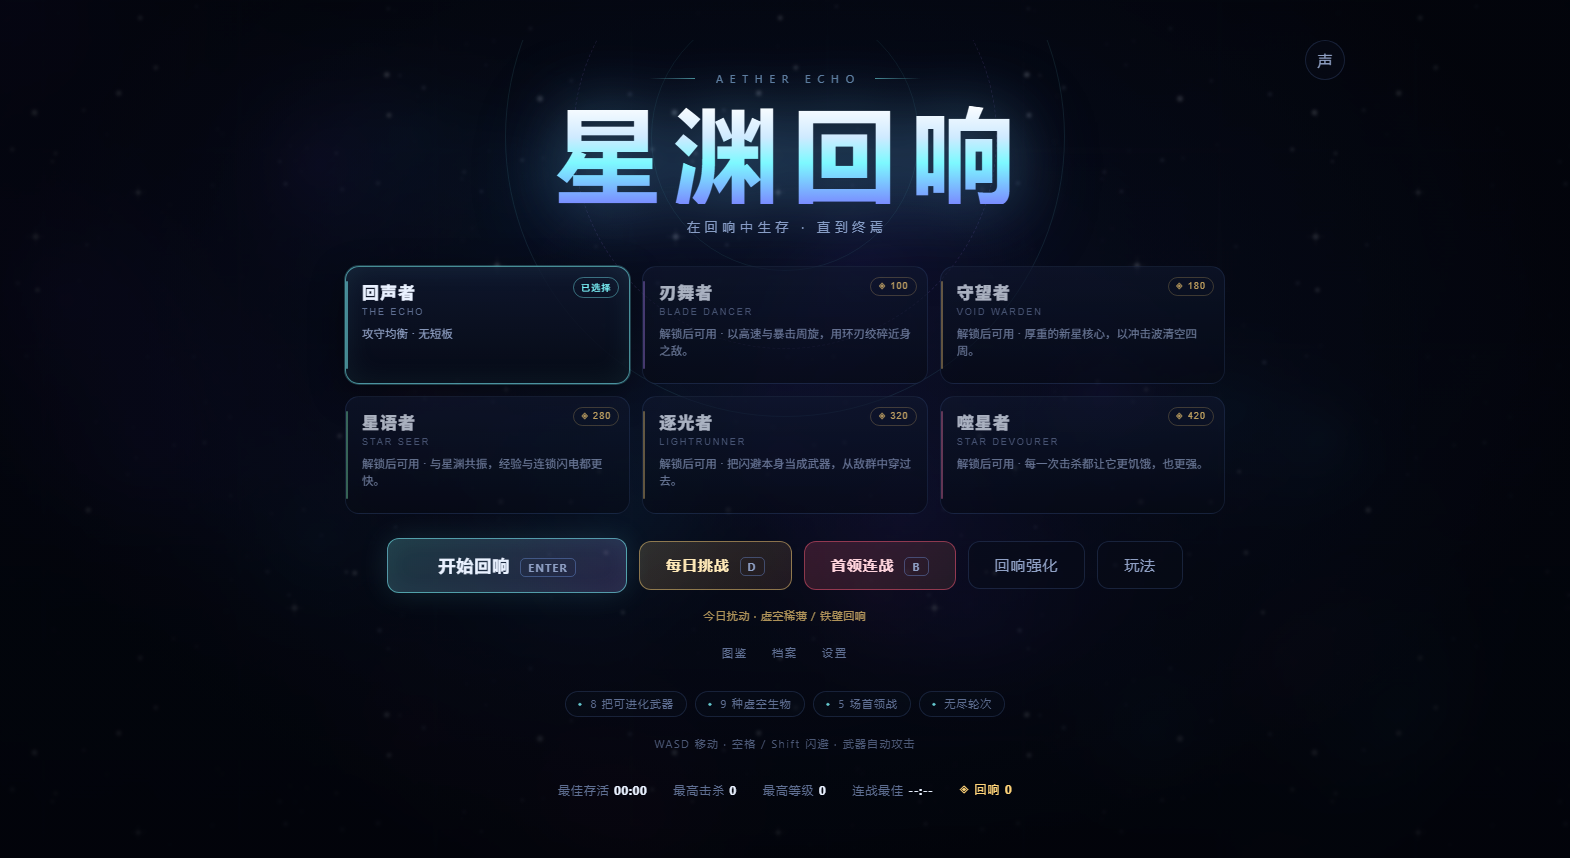 声
AETHER ECHO
星渊回响
在回响中生存 · 直到终焉
回声者
已选择
THE ECHO
攻守均衡 · 无短板
刃舞者
◈ 100
BLADE DANCER
解锁后可用 · 以高速与暴击周旋，用环刃绞碎近身
之敌。
守望者
◈ 180
VOID WARDEN
解锁后可用 · 厚重的新星核心，以冲击波清空四
周。
星语者
◈ 280
STAR SEER
解锁后可用 · 与星渊共振，经验与连锁闪电都更
快。
逐光者
◈ 320
LIGHTRUNNER
解锁后可用 · 把闪避本身当成武器，从敌群中穿过
去。
噬星者
◈ 420
STAR DEVOURER
解锁后可用 · 每一次击杀都让它更饥饿，也更强。
开始回响 ENTER
每日挑战 D
首领连战 B
回响强化
玩法
今日扰动 · 虚空稀薄 / 铁壁回响
图鉴 档案 设置
8 把可进化武器
9 种虚空生物
5 场首领战
无尽轮次
WASD 移动 · 空格 / Shift 闪避 · 武器自动攻击
最佳存活 00:00 最高击杀 0 最高等级 0 连战最佳 --:-- ◈ 回响 0